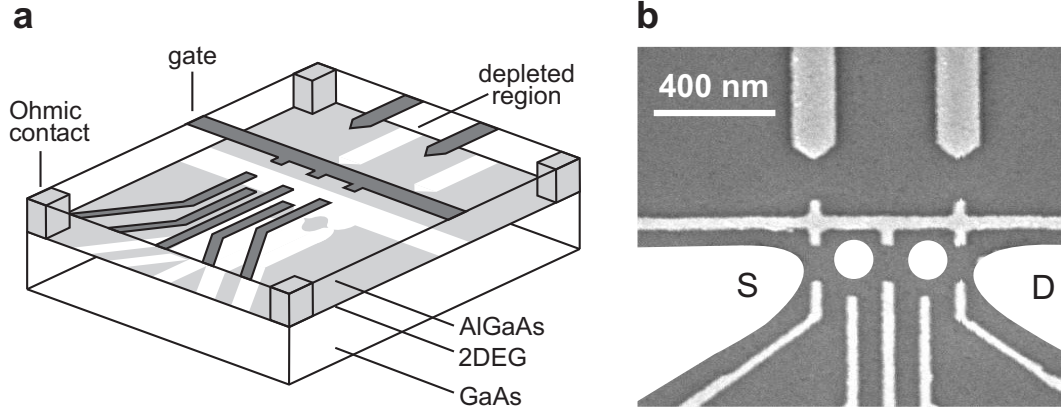 a
gate
depleted
region
Ohmic
contact
AlGaAs
2DEG
GaAs
b
400 nm
S
D